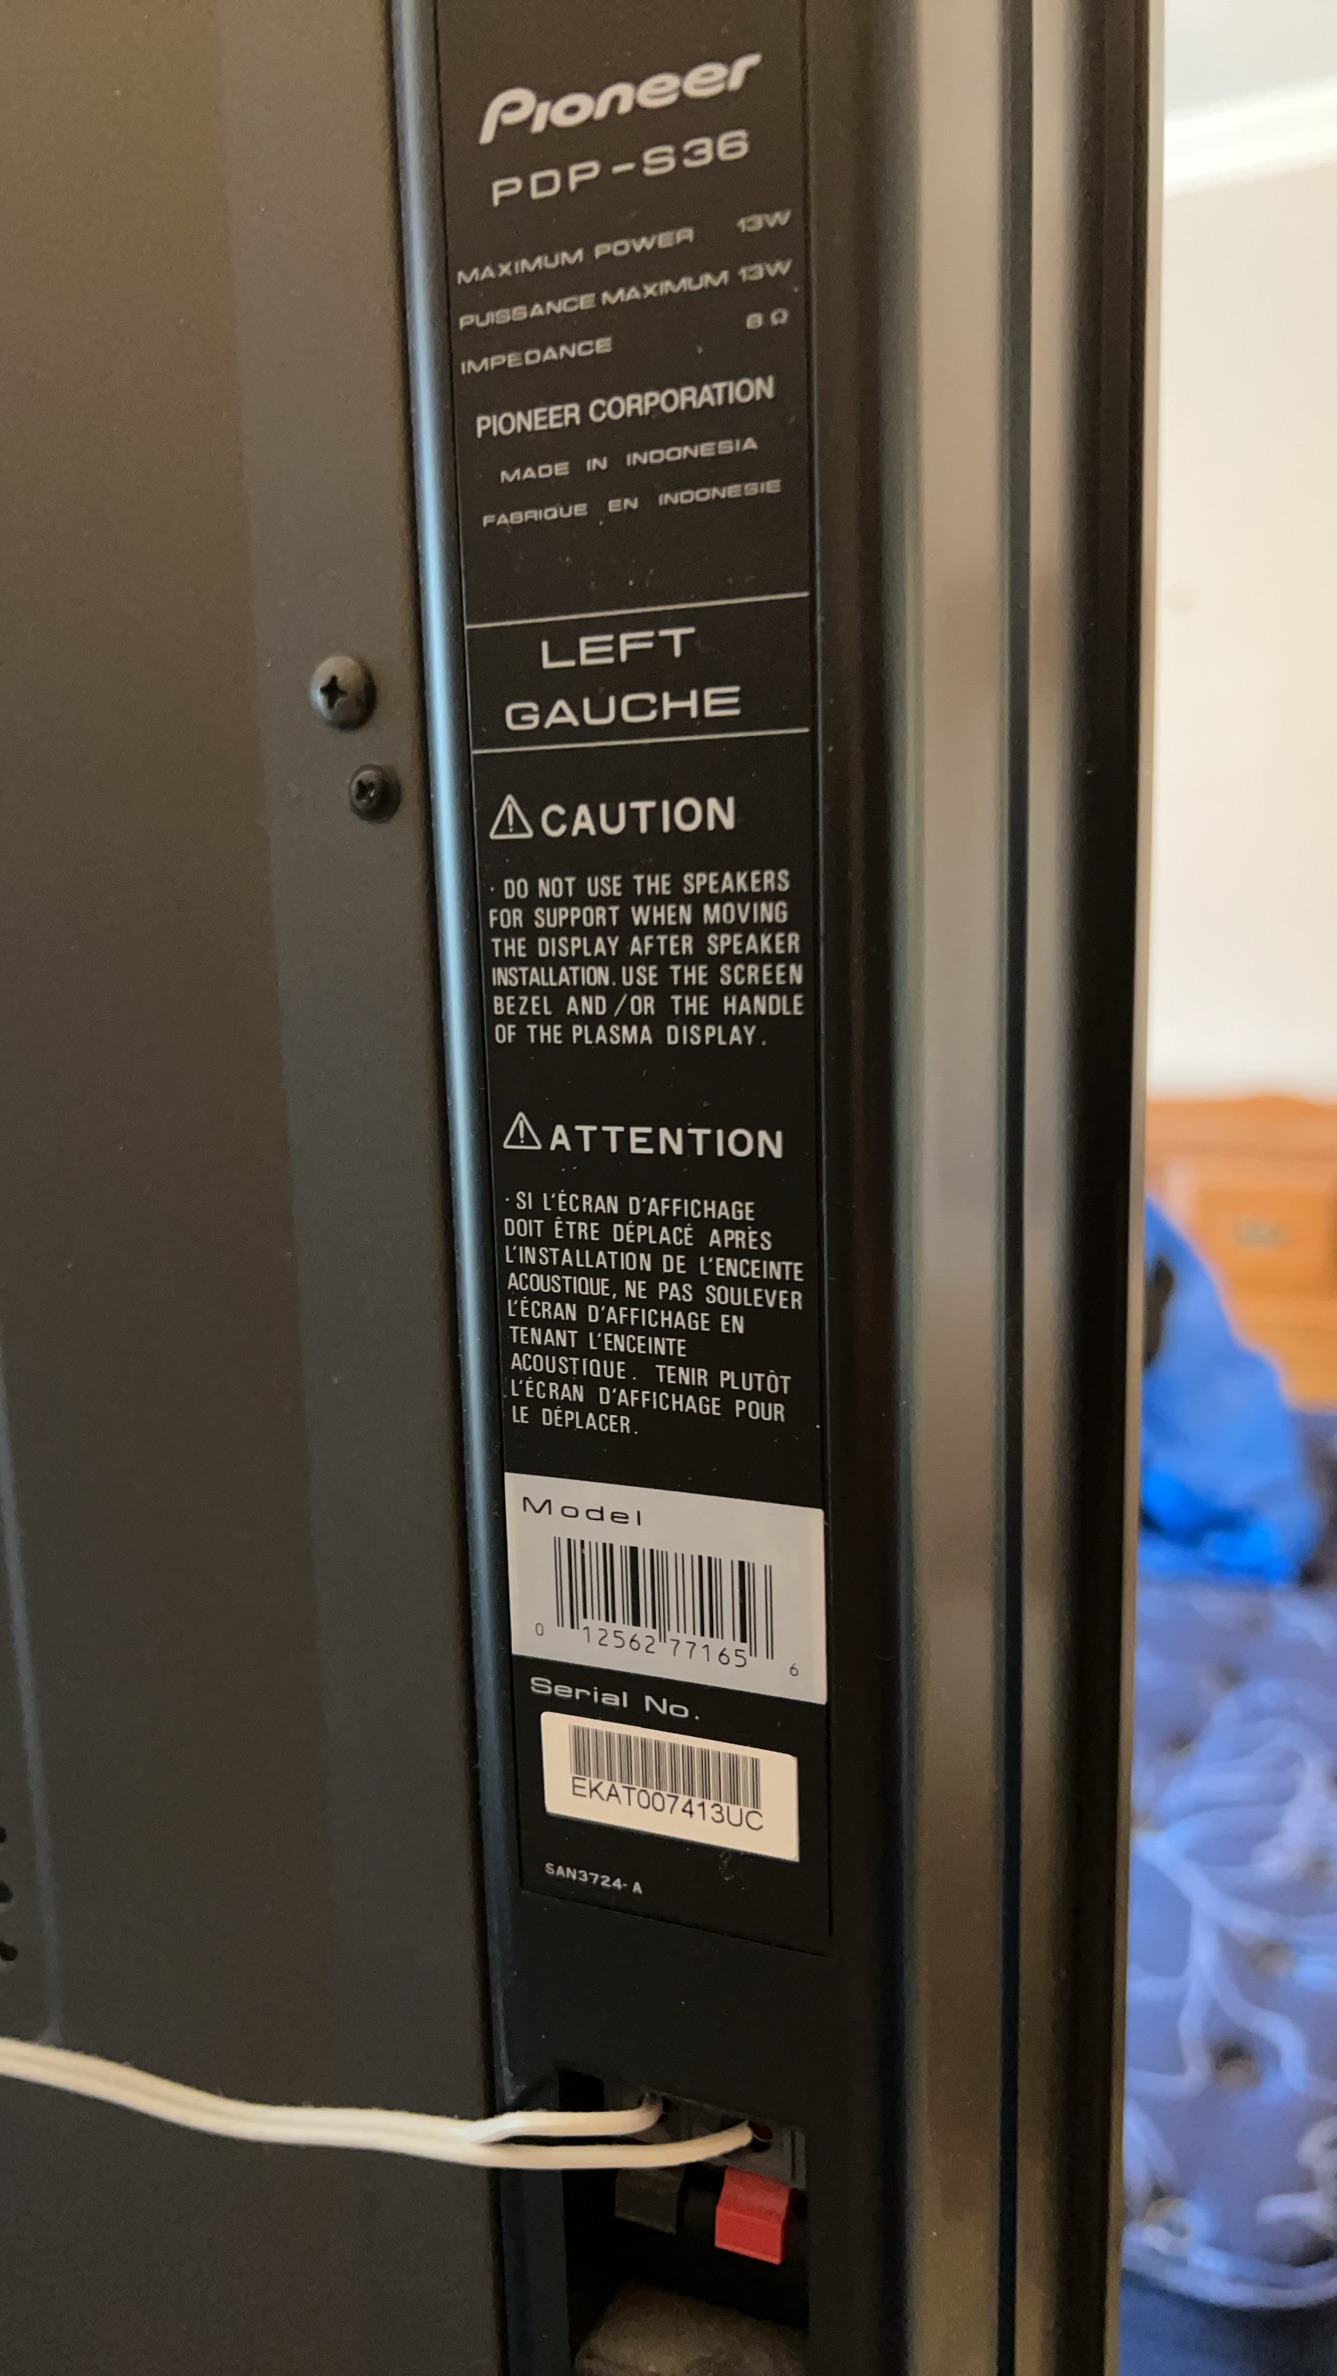 Pioneer
PDP-S36
MAXIMUM POWER 13W
PUISSANCE MAXIMUM 13W
IMPEDANCE 8 Ω
PIONEER CORPORATION
MADE IN INDONESIA
FABRIQUE EN INDONESIE
LEFT
GAUCHE
⚠ CAUTION
· DO NOT USE THE SPEAKERS
FOR SUPPORT WHEN MOVING
THE DISPLAY AFTER SPEAKER
INSTALLATION. USE THE SCREEN
BEZEL AND/OR THE HANDLE
OF THE PLASMA DISPLAY.
⚠ ATTENTION
· SI L'ÉCRAN D'AFFICHAGE
DOIT ÊTRE DÉPLACÉ APRÈS
L'INSTALLATION DE L'ENCEINTE
ACOUSTIQUE, NE PAS SOULEVER
L'ÉCRAN D'AFFICHAGE EN
TENANT L'ENCEINTE
ACOUSTIQUE. TENIR PLUTÔT
L'ÉCRAN D'AFFICHAGE POUR
LE DÉPLACER.
Model
0 12562 77165 6
Serial No.
EKAT007413UC
SAN3724-A